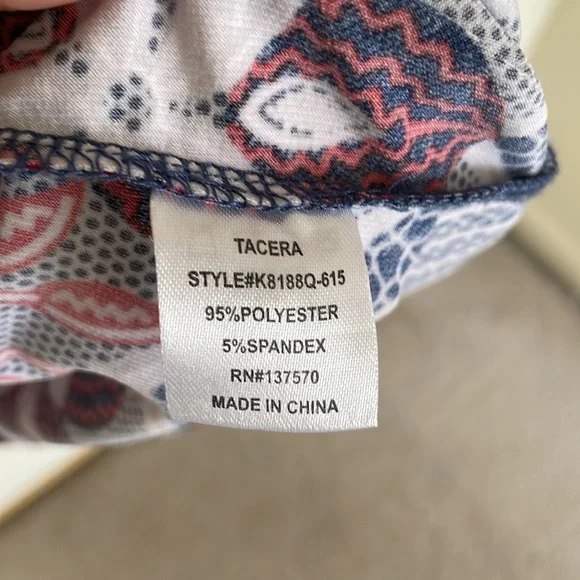 TACERA
STYLE#K8188Q-615
95%POLYESTER
5%SPANDEX
RN#137570
MADE IN CHINA